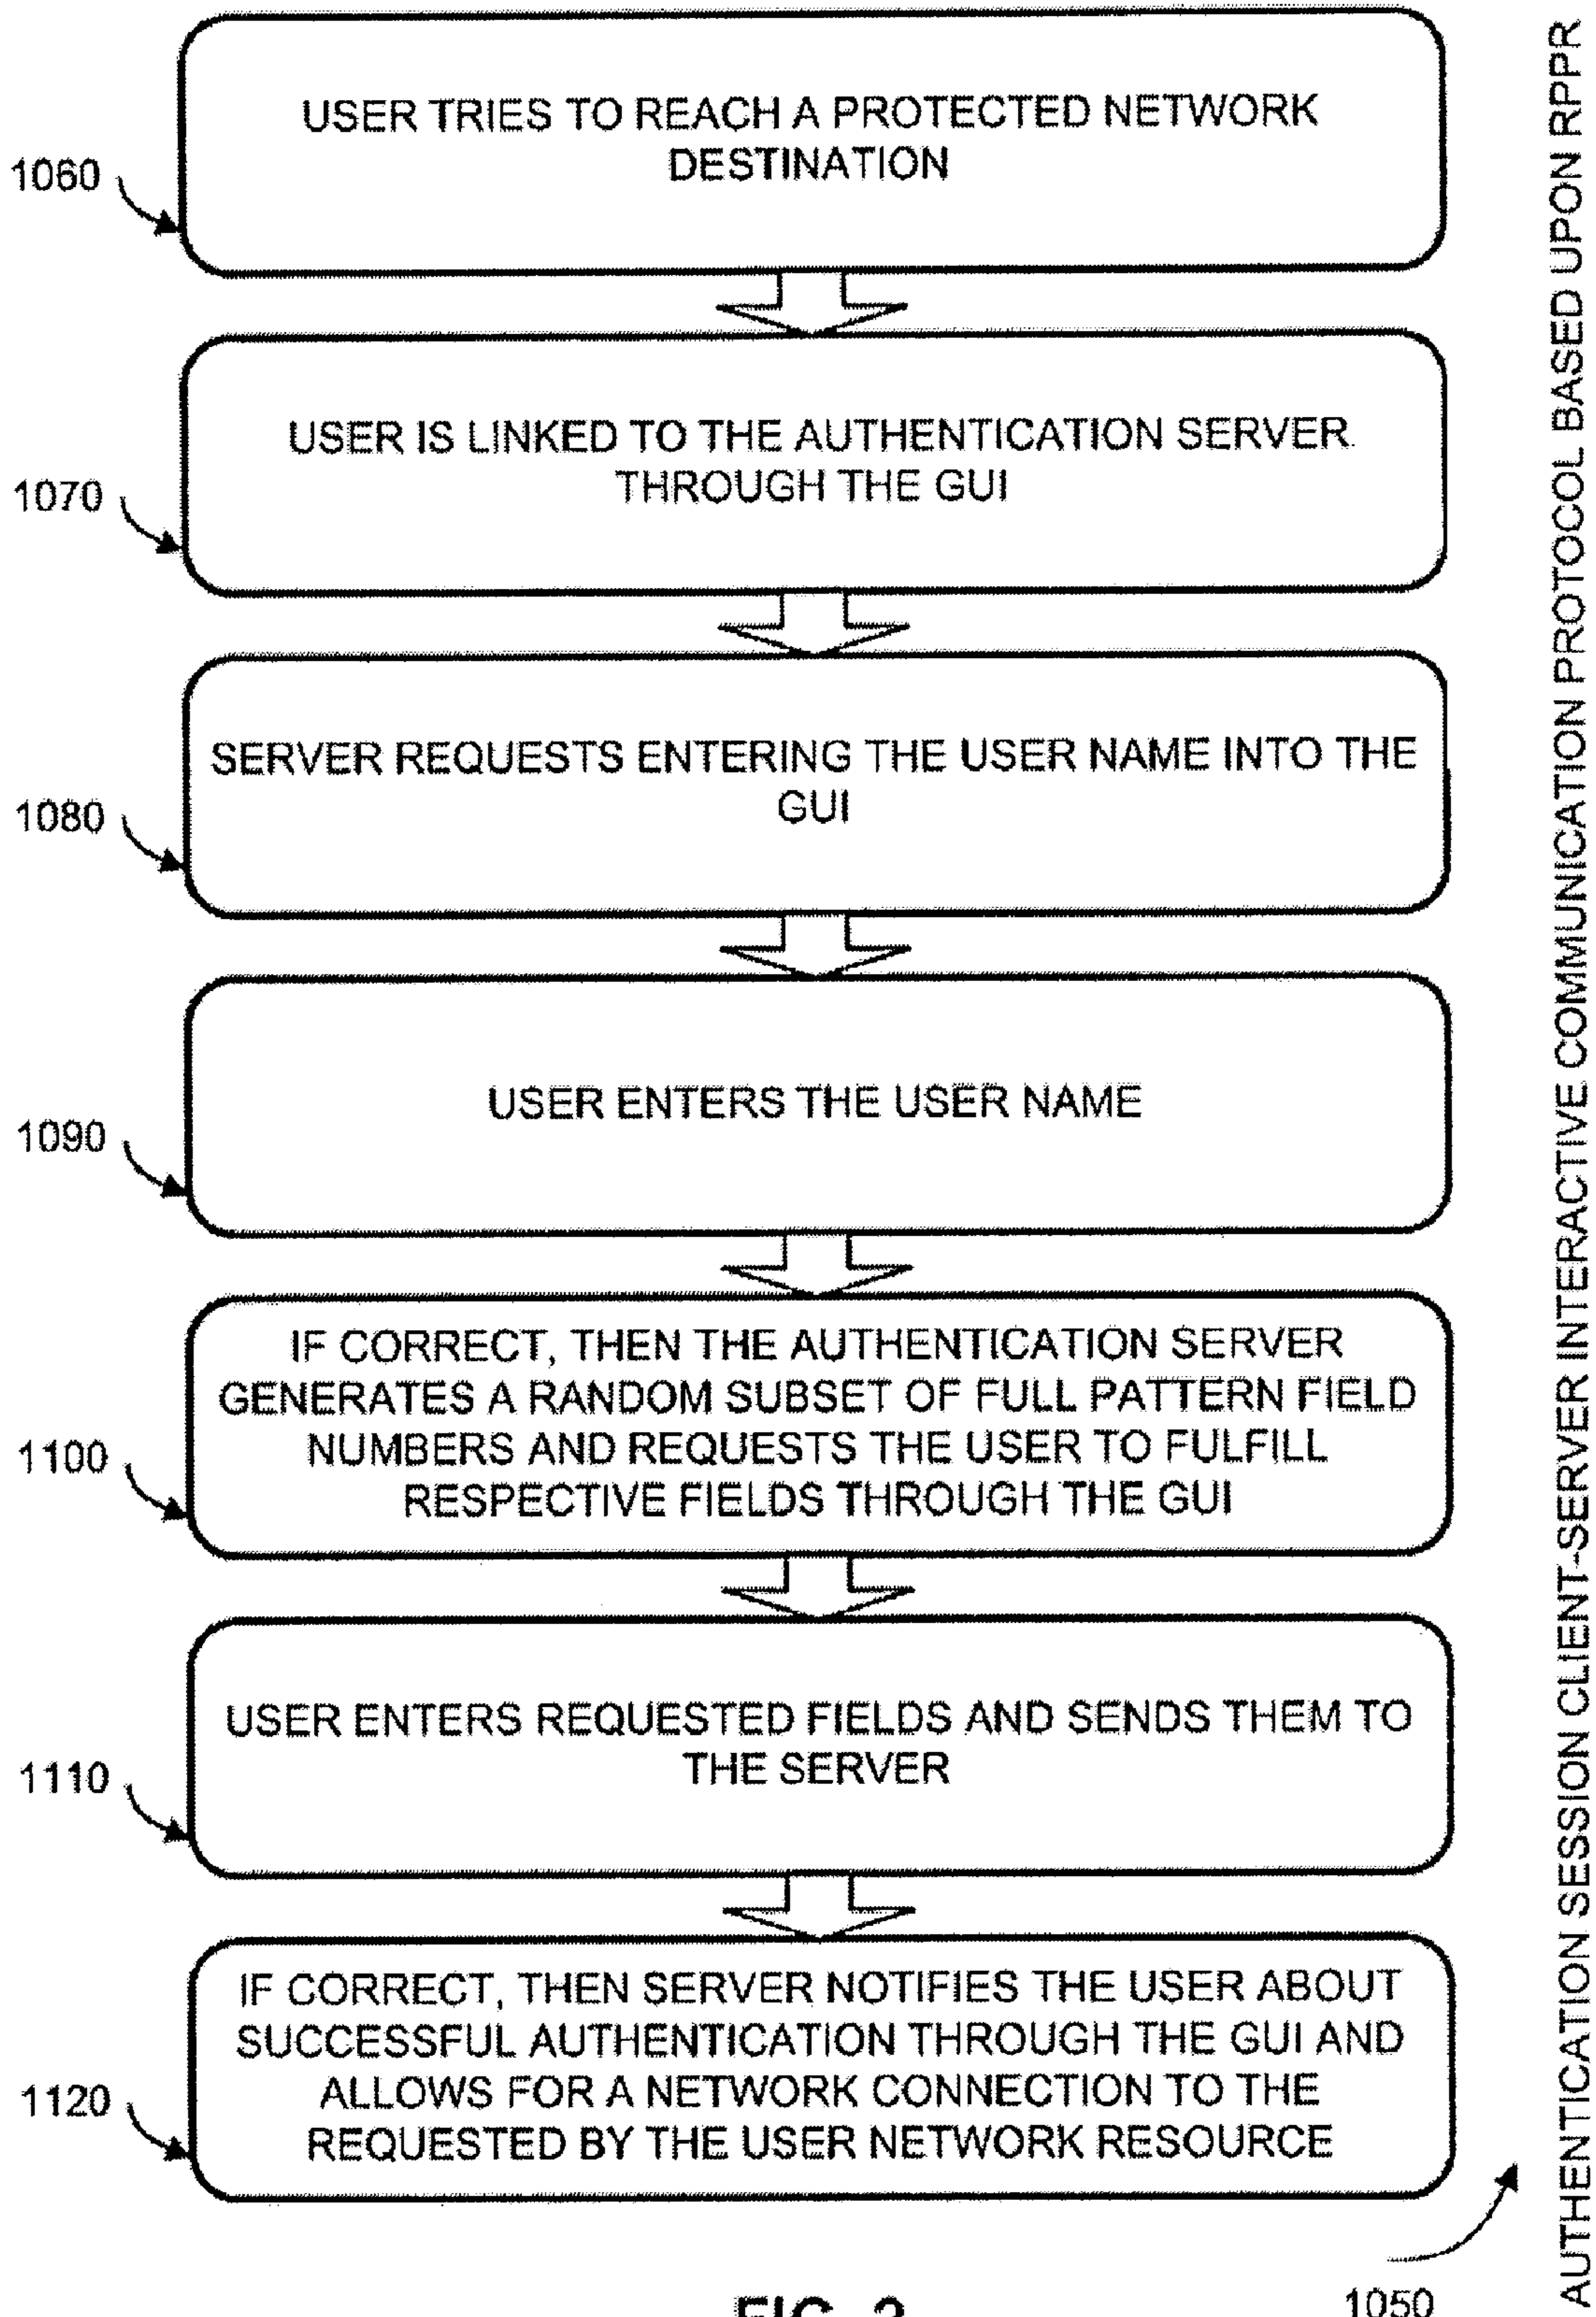 USER TRIES TO REACH A PROTECTED NETWORK
DESTINATION
1060
USER IS LINKED TO THE AUTHENTICATION SERVER
THROUGH THE GUI
1070
SERVER REQUESTS ENTERING THE USER NAME INTO THE
GUI
1080
USER ENTERS THE USER NAME
1090
IF CORRECT, THEN THE AUTHENTICATION SERVER
GENERATES A RANDOM SUBSET OF FULL PATTERN FIELD
NUMBERS AND REQUESTS THE USER TO FULFILL
RESPECTIVE FIELDS THROUGH THE GUI
1100
USER ENTERS REQUESTED FIELDS AND SENDS THEM TO
THE SERVER
1110
IF CORRECT, THEN SERVER NOTIFIES THE USER ABOUT
SUCCESSFUL AUTHENTICATION THROUGH THE GUI AND
ALLOWS FOR A NETWORK CONNECTION TO THE
REQUESTED BY THE USER NETWORK RESOURCE
1120
AUTHENTICATION SESSION CLIENT-SERVER INTERACTIVE COMMUNICATION PROTOCOL BASED UPON RPPR
1050
FIG.